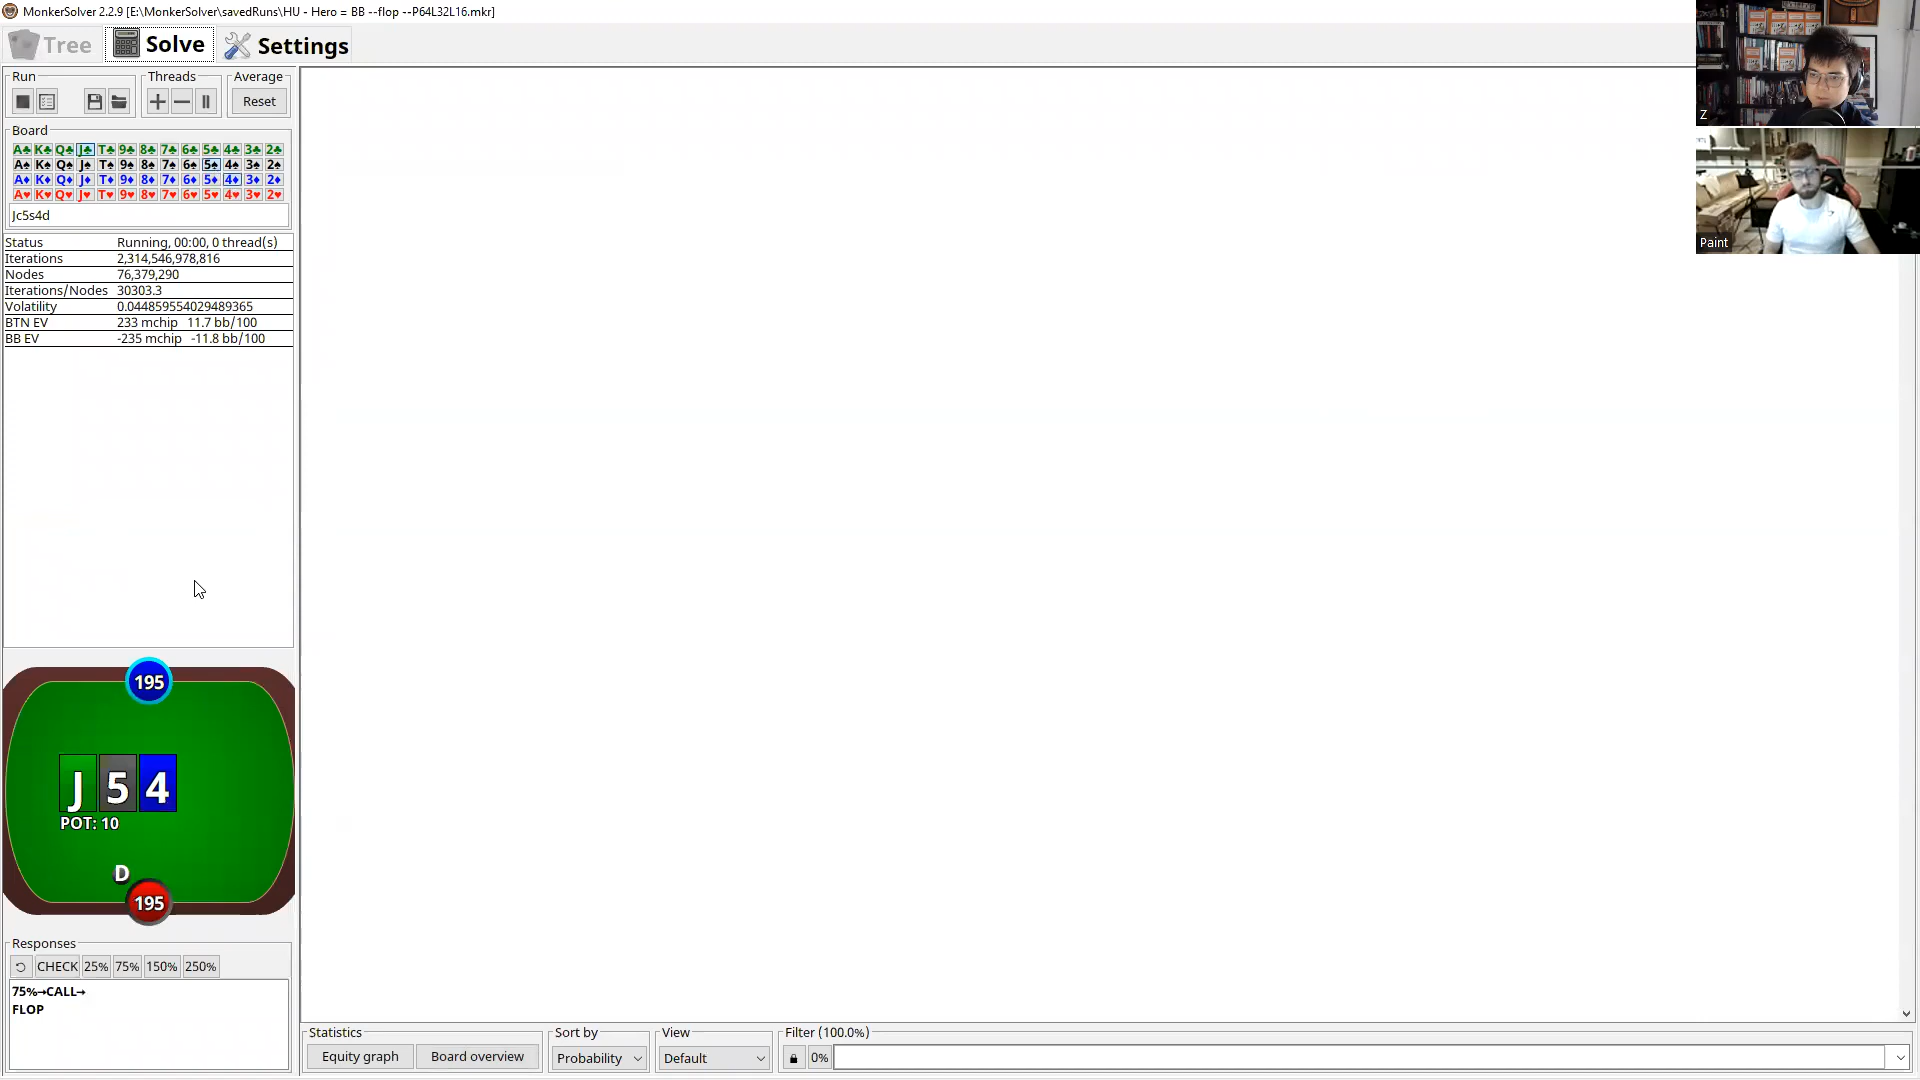 MonkerSolver 2.2.9 [E:\MonkerSolver\savedRuns\HU - Hero = BB --flop --P64L32L16.mkr]
Tree Solve Settings
Run Threads Average
Reset
Board
A♣ K♣ Q♣ J♣ T♣ 9♣ 8♣ 7♣ 6♣ 5♣ 4♣ 3♣ 2♣
A♠ K♠ Q♠ J♠ T♠ 9♠ 8♠ 7♠ 6♠ 5♠ 4♠ 3♠ 2♠
A♦ K♦ Q♦ J♦ T♦ 9♦ 8♦ 7♦ 6♦ 5♦ 4♦ 3♦ 2♦
A♥ K♥ Q♥ J♥ T♥ 9♥ 8♥ 7♥ 6♥ 5♥ 4♥ 3♥ 2♥
Jc5s4d
Status Running, 00:00, 0 thread(s)
Iterations 2,314,546,978,816
Nodes 76,379,290
Iterations/Nodes 30303.3
Volatility 0.044859554029489365
BTN EV 233 mchip 11.7 bb/100
BB EV -235 mchip -11.8 bb/100
195
J 5 4
POT: 10
D
195
Responses
CHECK 25% 75% 150% 250%
75%→CALL→
FLOP
Statistics Sort by View Filter (100.0%)
Equity graph Board overview Probability Default 0%
Z
Paint